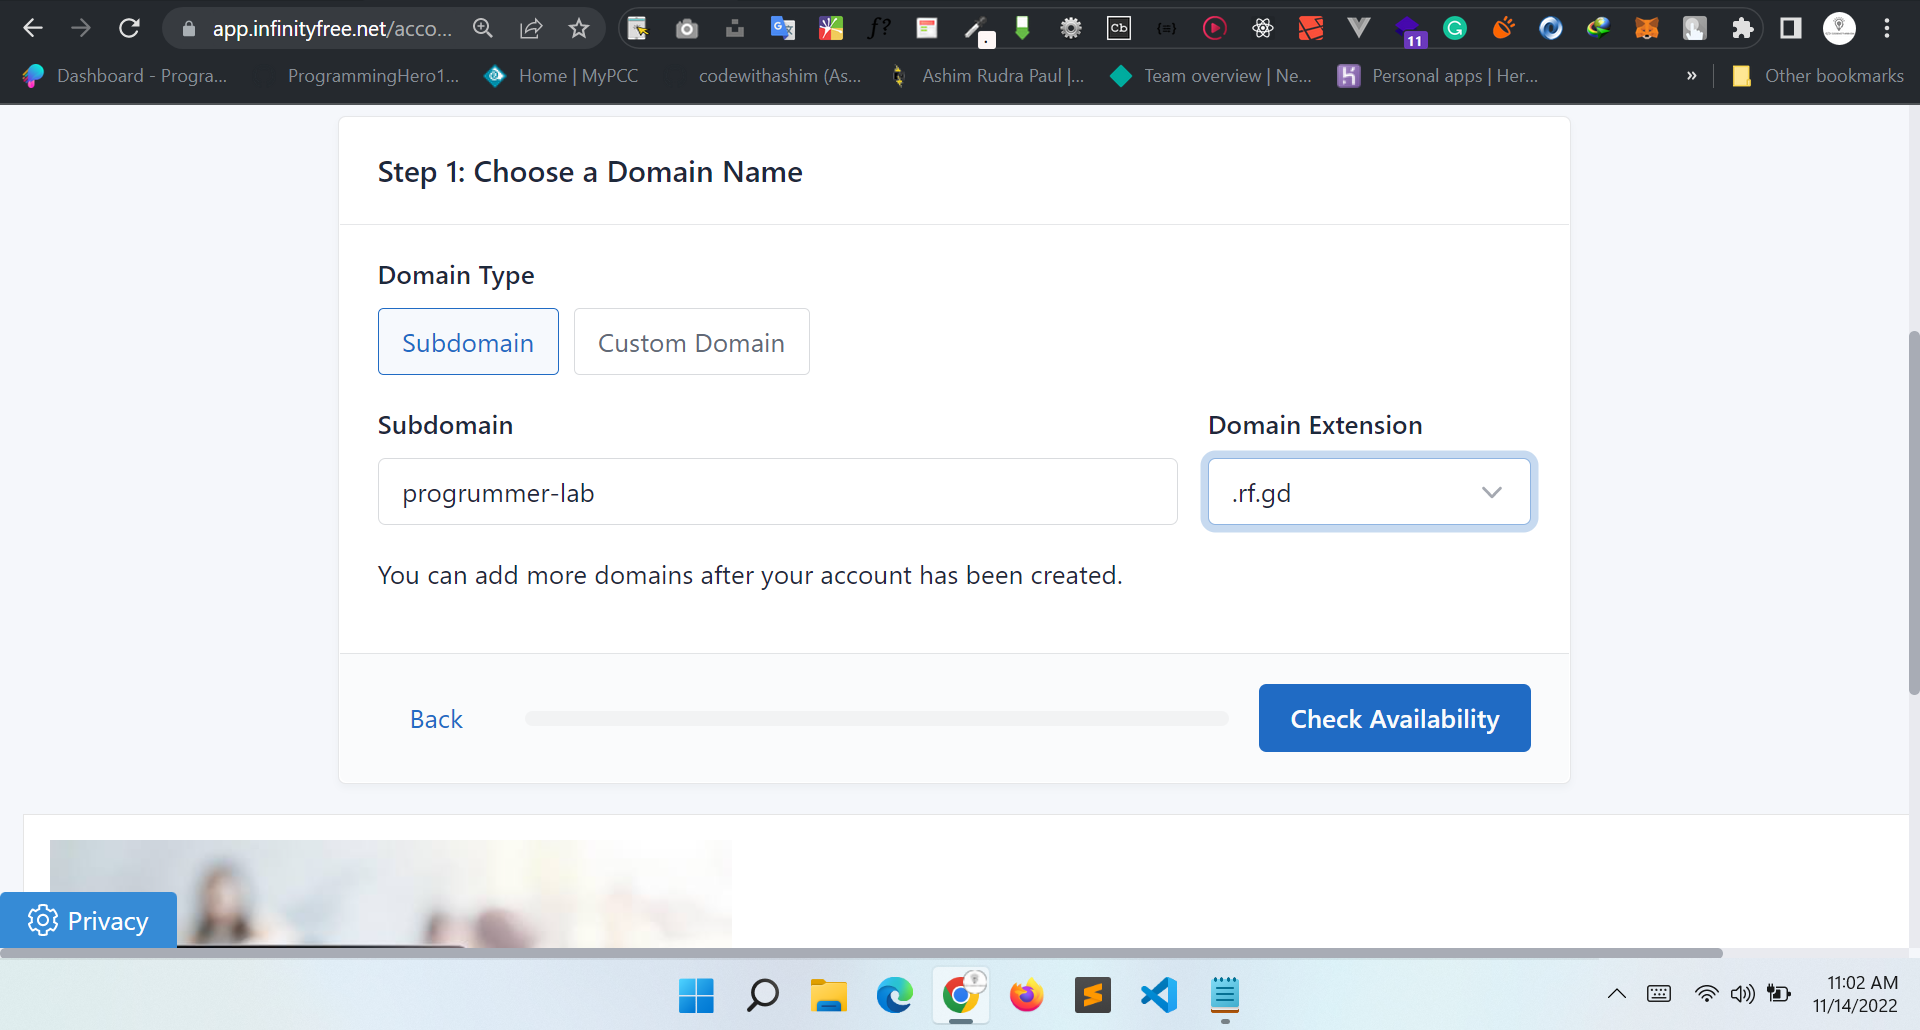 app.infinityfree.net/acco...
11
Dashboard - Progra...
ProgrammingHero1...
Home | MyPCC
codewithashim (As...
Ashim Rudra Paul |...
Team overview | Ne...
Personal apps | Her...
»
Other bookmarks
Step 1: Choose a Domain Name
Domain Type
Subdomain
Custom Domain
Subdomain
Domain Extension
progrummer-lab
.rf.gd
You can add more domains after your account has been created.
Back
Check Availability
Privacy
11:02 AM
11/14/2022